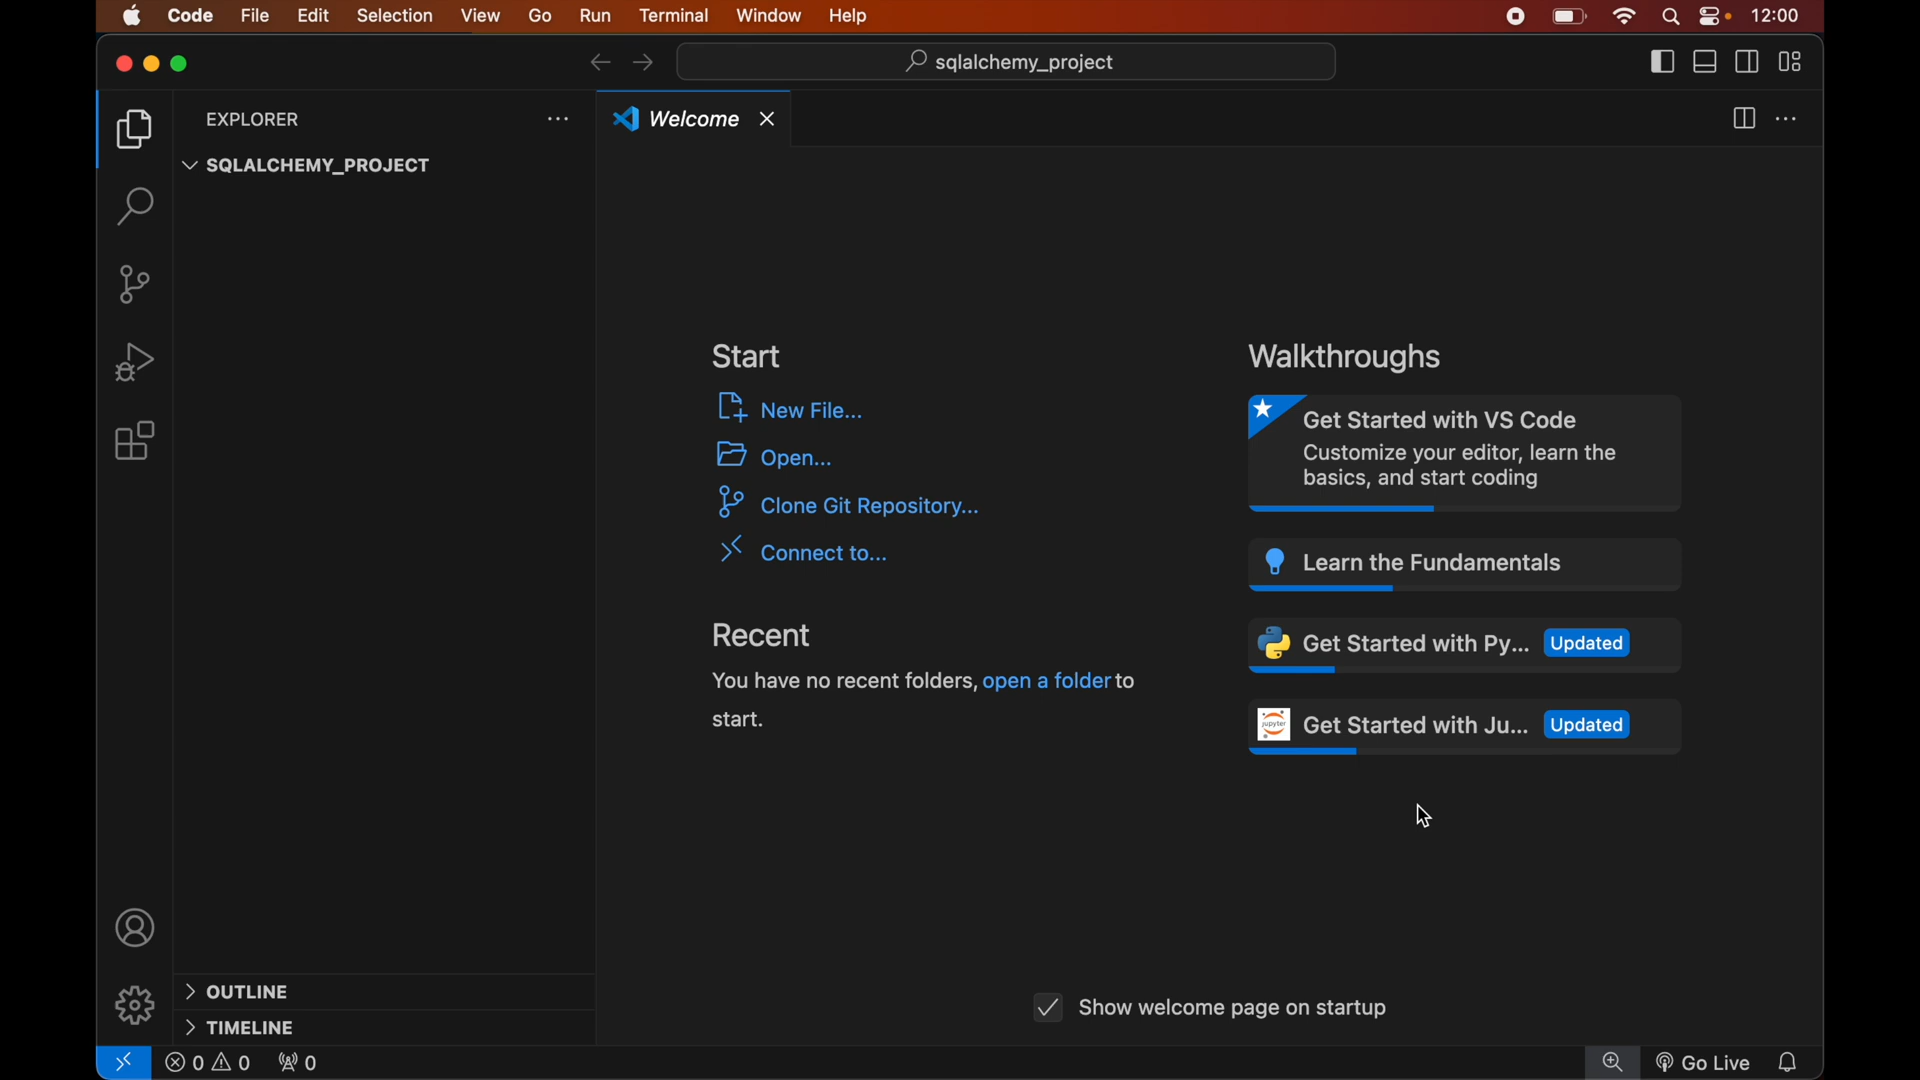 Code File Edit Selection View Go Run Terminal Window Help 12:00
sqlalchemy_project
EXPLORER
Welcome
SQLALCHEMY_PROJECT
Start
New File...
Open...
Clone Git Repository...
Connect to...
Recent
You have no recent folders, open a folder to
start.
Walkthroughs
Get Started with VS Code
Customize your editor, learn the
basics, and start coding
Learn the Fundamentals
Get Started with Py... Updated
jupyter
Get Started with Ju... Updated
Show welcome page on startup
OUTLINE
TIMELINE
0 0 0 Go Live